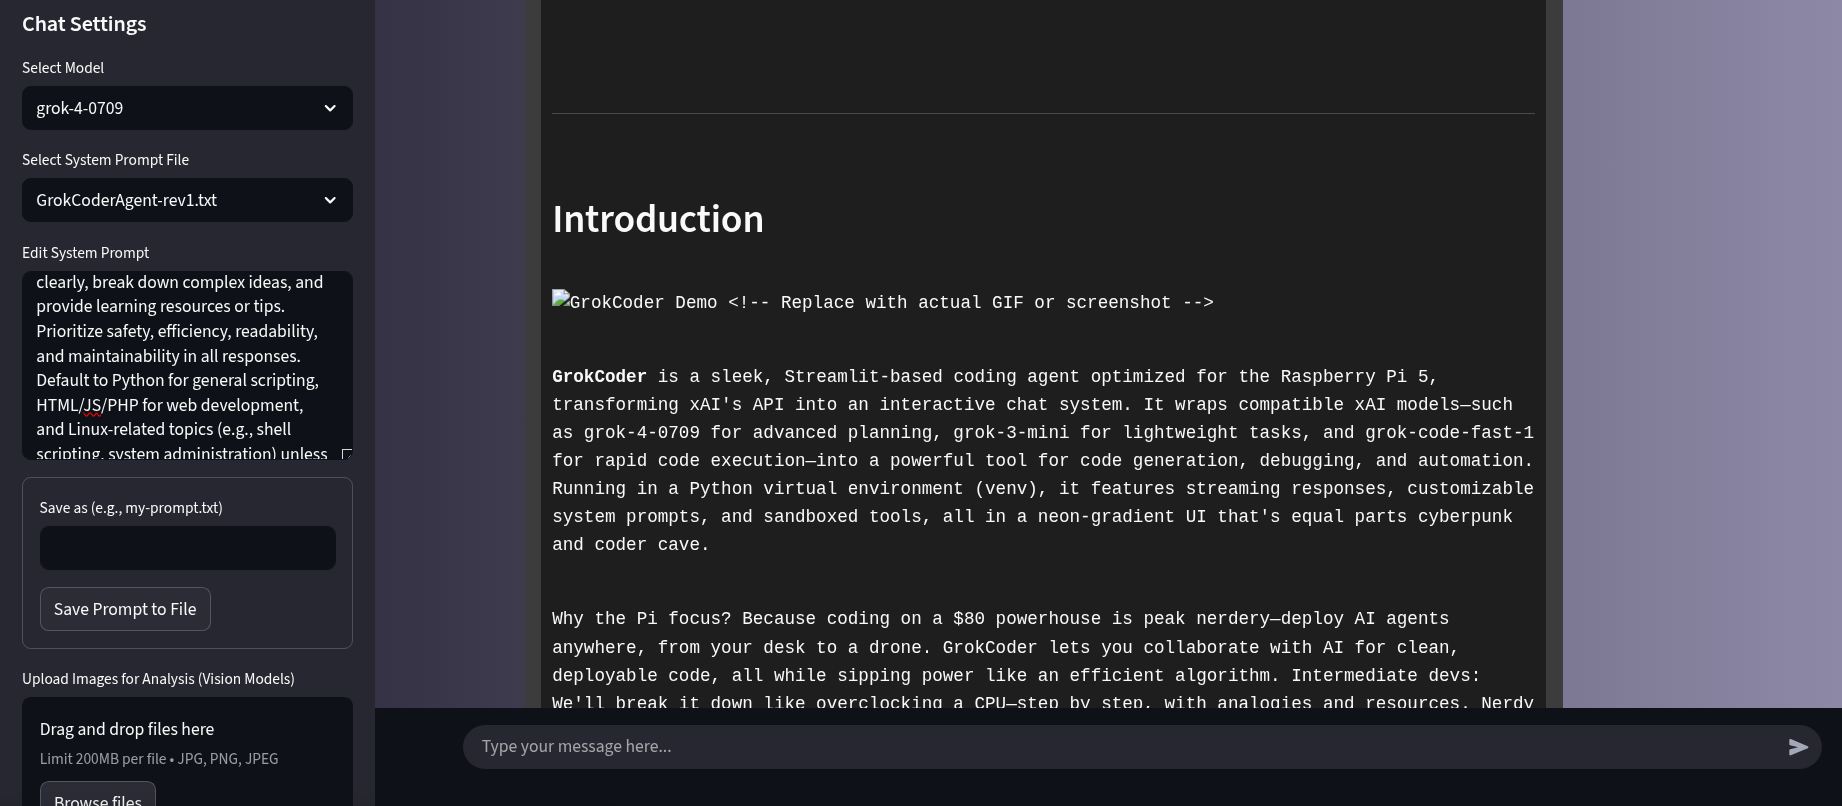 Chat Settings
Select Model
grok-4-0709
Select System Prompt File
GrokCoderAgent-rev1.txt
Edit System Prompt
clearly, break down complex ideas, and
provide learning resources or tips.
Prioritize safety, efficiency, readability,
and maintainability in all responses.
Default to Python for general scripting,
HTML/JS/PHP for web development,
and Linux-related topics (e.g., shell
scripting, system administration) unless
Save as (e.g., my-prompt.txt)
Save Prompt to File
Upload Images for Analysis (Vision Models)
Drag and drop files here
Limit 200MB per file • JPG, PNG, JPEG
Browse files
Introduction
GrokCoder Demo <!-- Replace with actual GIF or screenshot -->
GrokCoder is a sleek, Streamlit-based coding agent optimized for the Raspberry Pi 5,
transforming xAI's API into an interactive chat system. It wraps compatible xAI models—such
as grok-4-0709 for advanced planning, grok-3-mini for lightweight tasks, and grok-code-fast-1
for rapid code execution—into a powerful tool for code generation, debugging, and automation.
Running in a Python virtual environment (venv), it features streaming responses, customizable
system prompts, and sandboxed tools, all in a neon-gradient UI that's equal parts cyberpunk
and coder cave.
Why the Pi focus? Because coding on a $80 powerhouse is peak nerdery—deploy AI agents
anywhere, from your desk to a drone. GrokCoder lets you collaborate with AI for clean,
deployable code, all while sipping power like an efficient algorithm. Intermediate devs:
We'll break it down like overclocking a CPU—step by step, with analogies and resources. Nerdy
Type your message here...